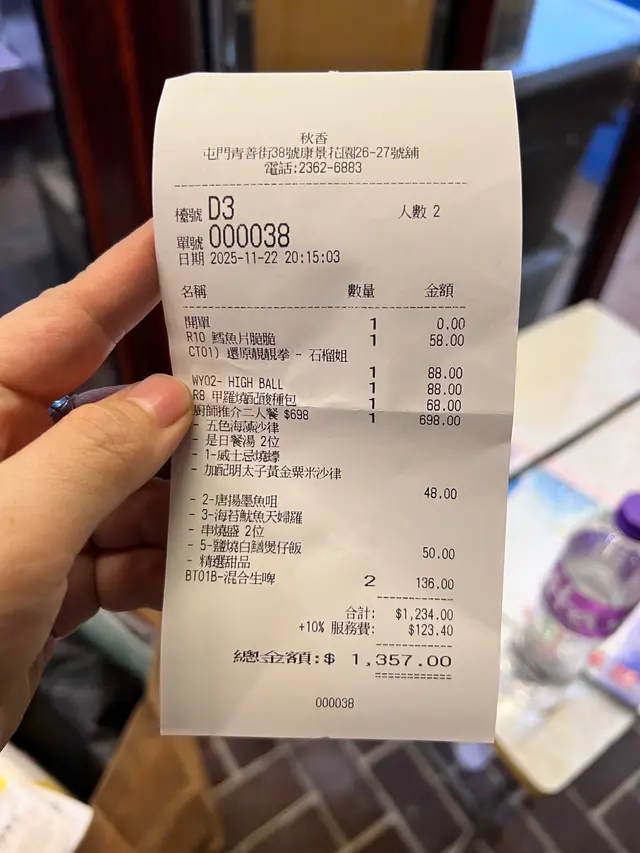 秋香
屯門青善街38號康景花園26-27號舖
電話:2362-6883
檯號 D3 人數 2
單號 000038
日期 2025-11-22 20:15:03
名稱 數量 金額
開單 1 0.00
R10 鱈魚片脆脆 1 58.00
CT01) 還原靚靚拳 - 石榴姐
1 88.00
WY02- HIGH BALL 1 88.00
R8 甲羅燒配酸種包 1 68.00
廚師推介二人餐 $698 1 698.00
- 五色海藻沙律
- 是日餐湯 2位
- 1-威士忌燒蠔
- 加配明太子黃金粟米沙律
48.00
- 2-唐揚墨魚咀
- 3-海苔魷魚天婦羅
- 串燒盛 2位
- 5-鹽燒白鱔煲仔飯
50.00
- 精選甜品
BT01B-混合生啤 2 136.00
合計: $1,234.00
+10% 服務費: $123.40
總金額:$ 1,357.00
000038